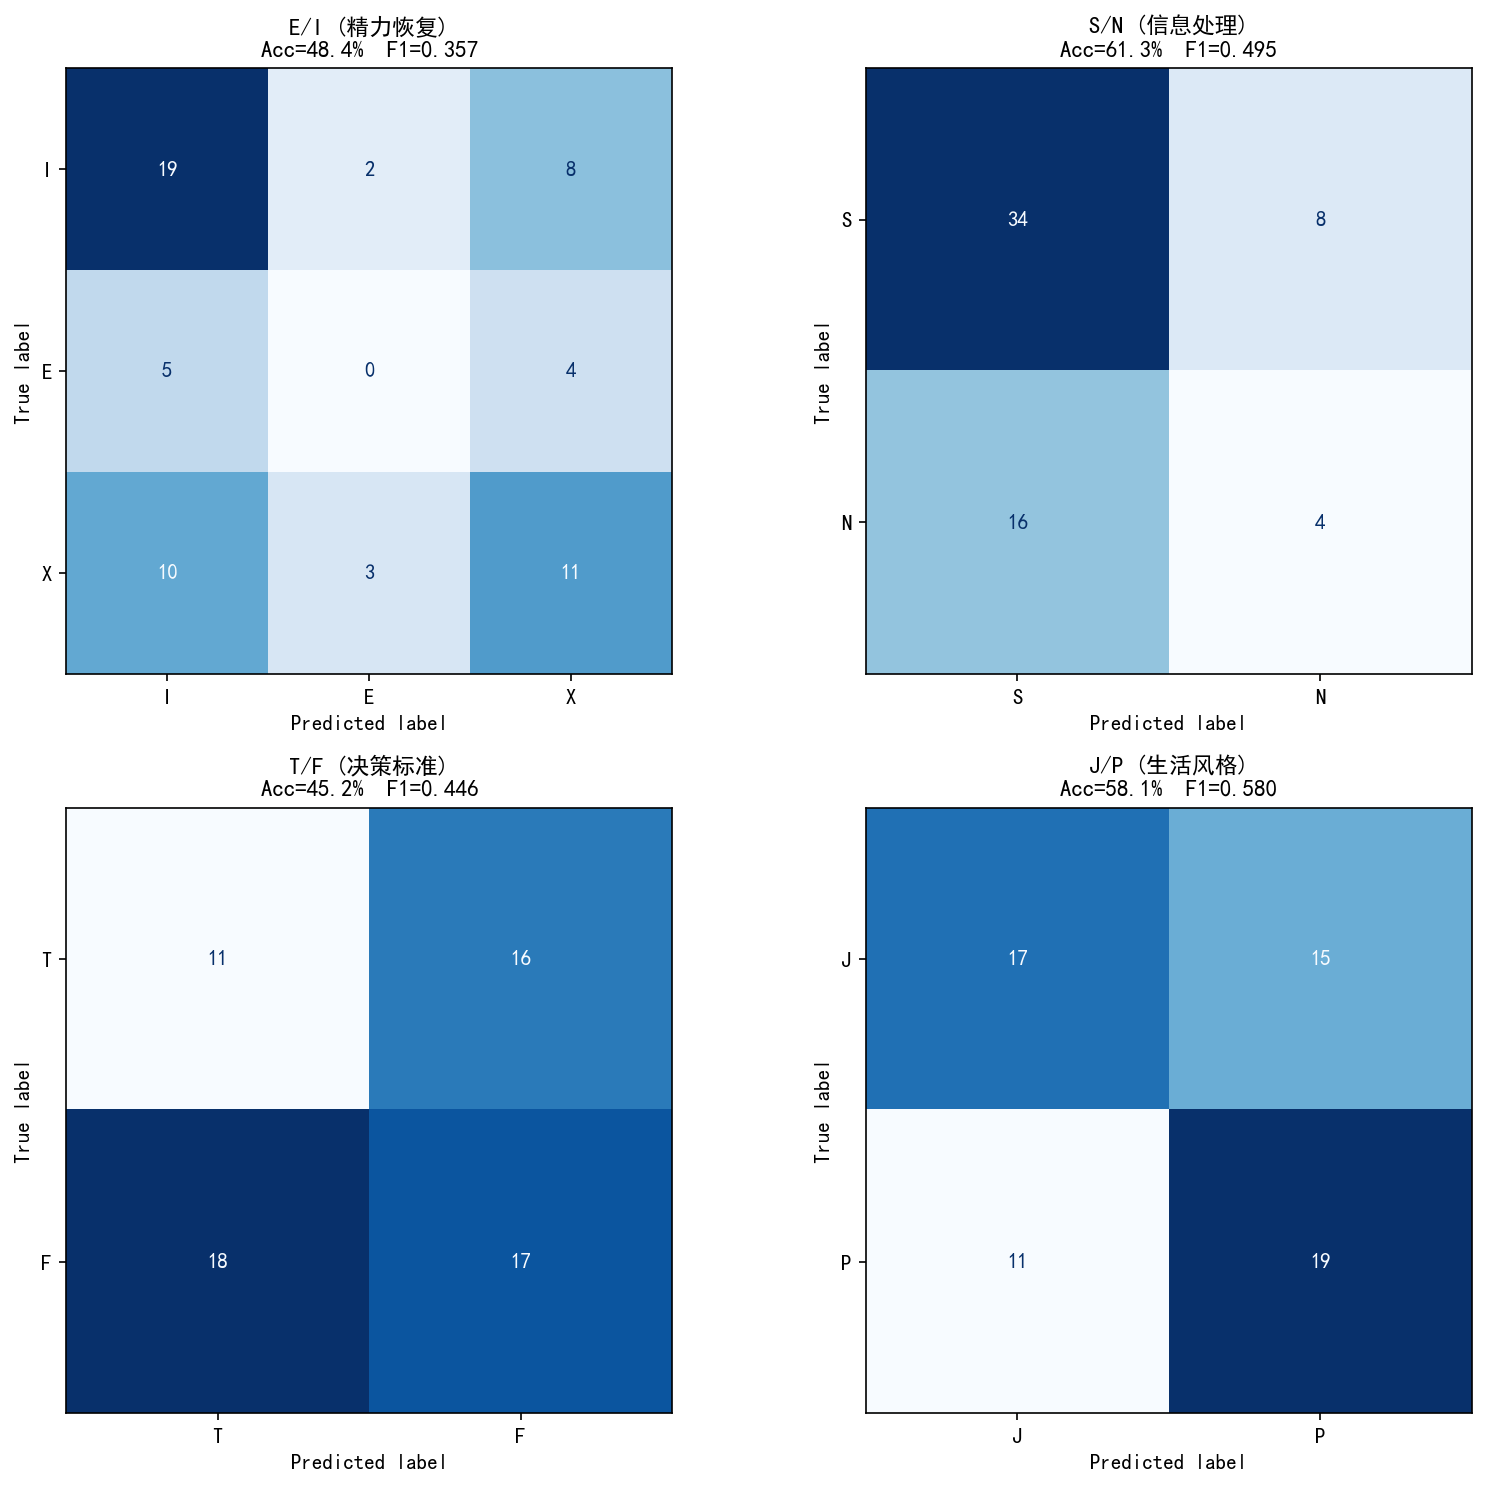 E/I (精力恢复)
Acc=48.4% F1=0.357
True label
I
19
2
8
E
5
0
4
X
10
3
11
I
E
X
Predicted label
S/N (信息处理)
Acc=61.3% F1=0.495
True label
S
34
8
N
16
4
S
N
Predicted label
T/F (决策标准)
Acc=45.2% F1=0.446
True label
T
11
16
F
18
17
T
F
Predicted label
J/P (生活风格)
Acc=58.1% F1=0.580
True label
J
17
15
P
11
19
J
P
Predicted label